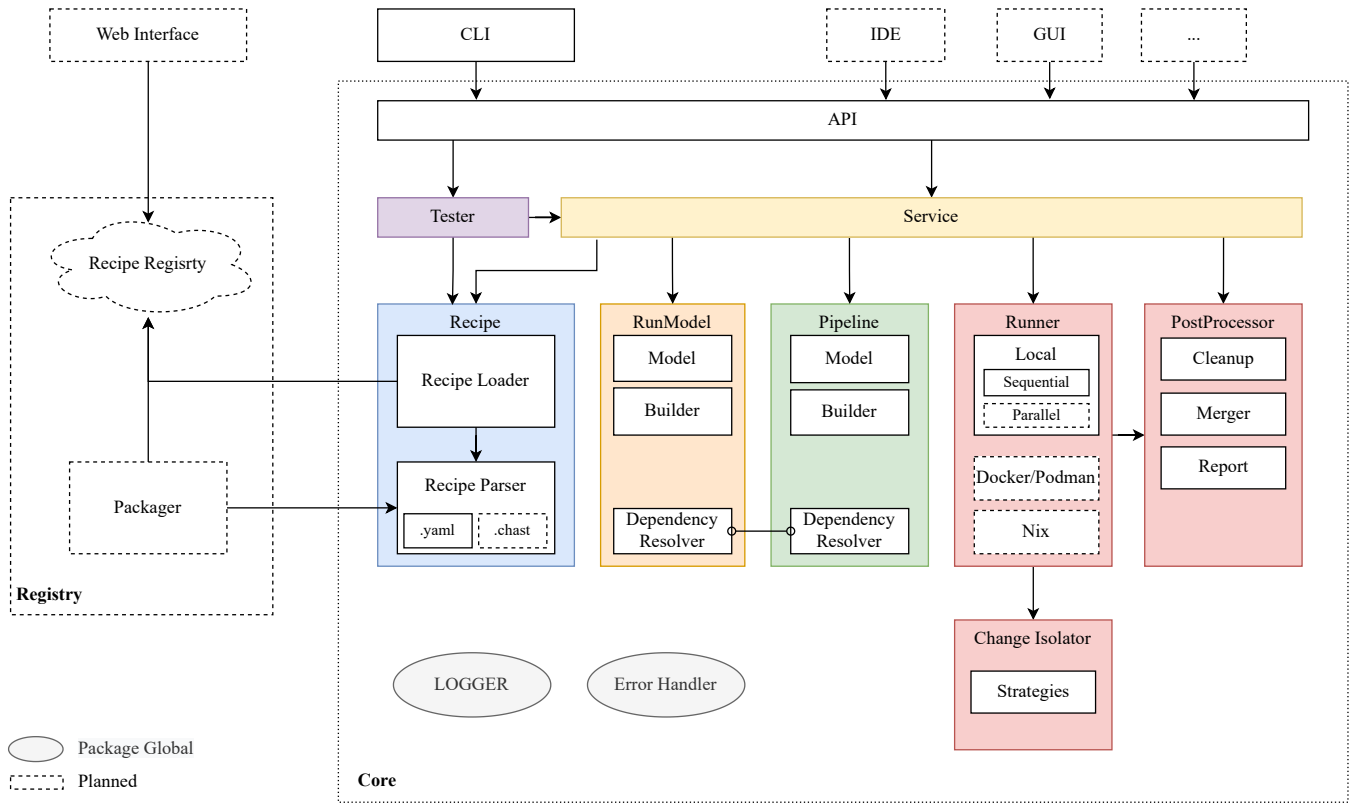 Web Interface
CLI
IDE
GUI
...
API
Tester
Service
Recipe Regisrty
Recipe
RunModel
Pipeline
Runner
PostProcessor
Recipe Loader
Model
Model
Local
Sequential
Parallel
Cleanup
Builder
Builder
Merger
Report
Packager
Recipe Parser
.yaml
.chast
Dependency
Resolver
Dependency
Resolver
Docker/Podman
Nix
Registry
Change Isolator
Strategies
LOGGER
Error Handler
Package Global
Planned
Core